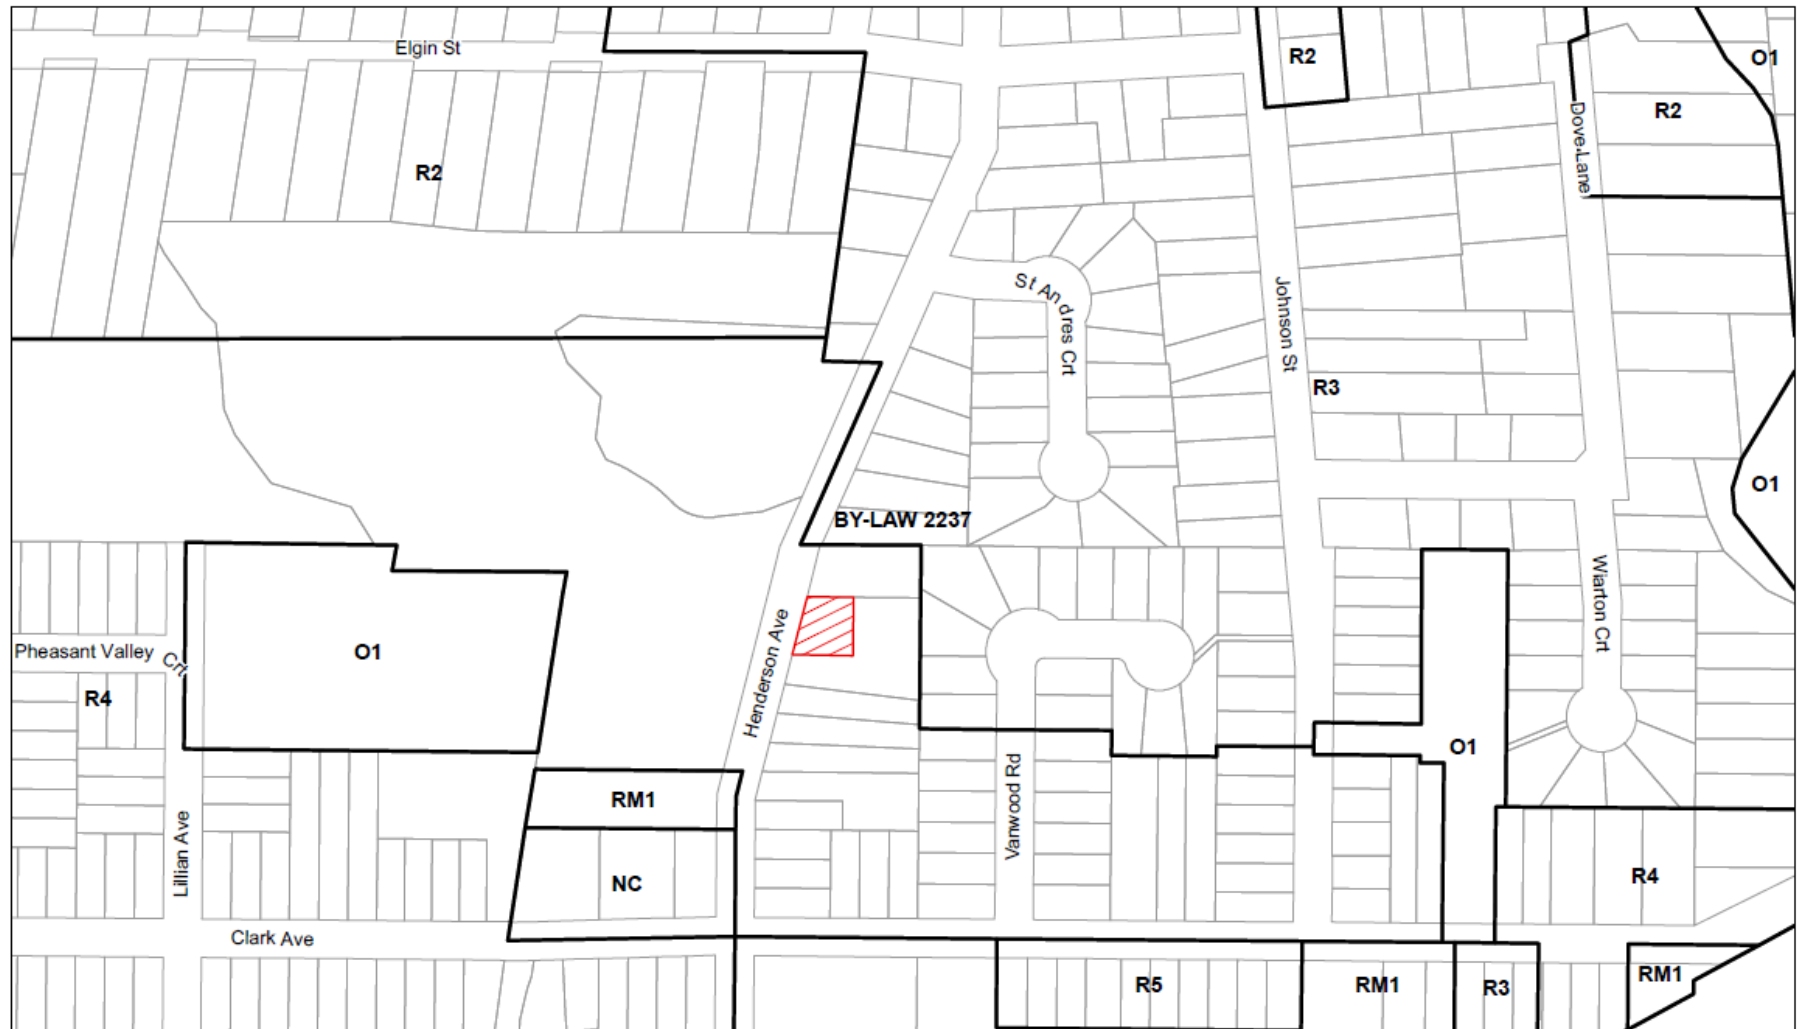 Elgin St
R2
O1
R2
Dove Lane
R2
St Andres Crt
Johnson St
R3
O1
BY-LAW 2237
Wiarton Crt
Henderson Ave
Pheasant Valley Crt
O1
R4
O1
Vanwood Rd
RM1
Lillian Ave
NC
R4
Clark Ave
R5
RM1
R3
RM1